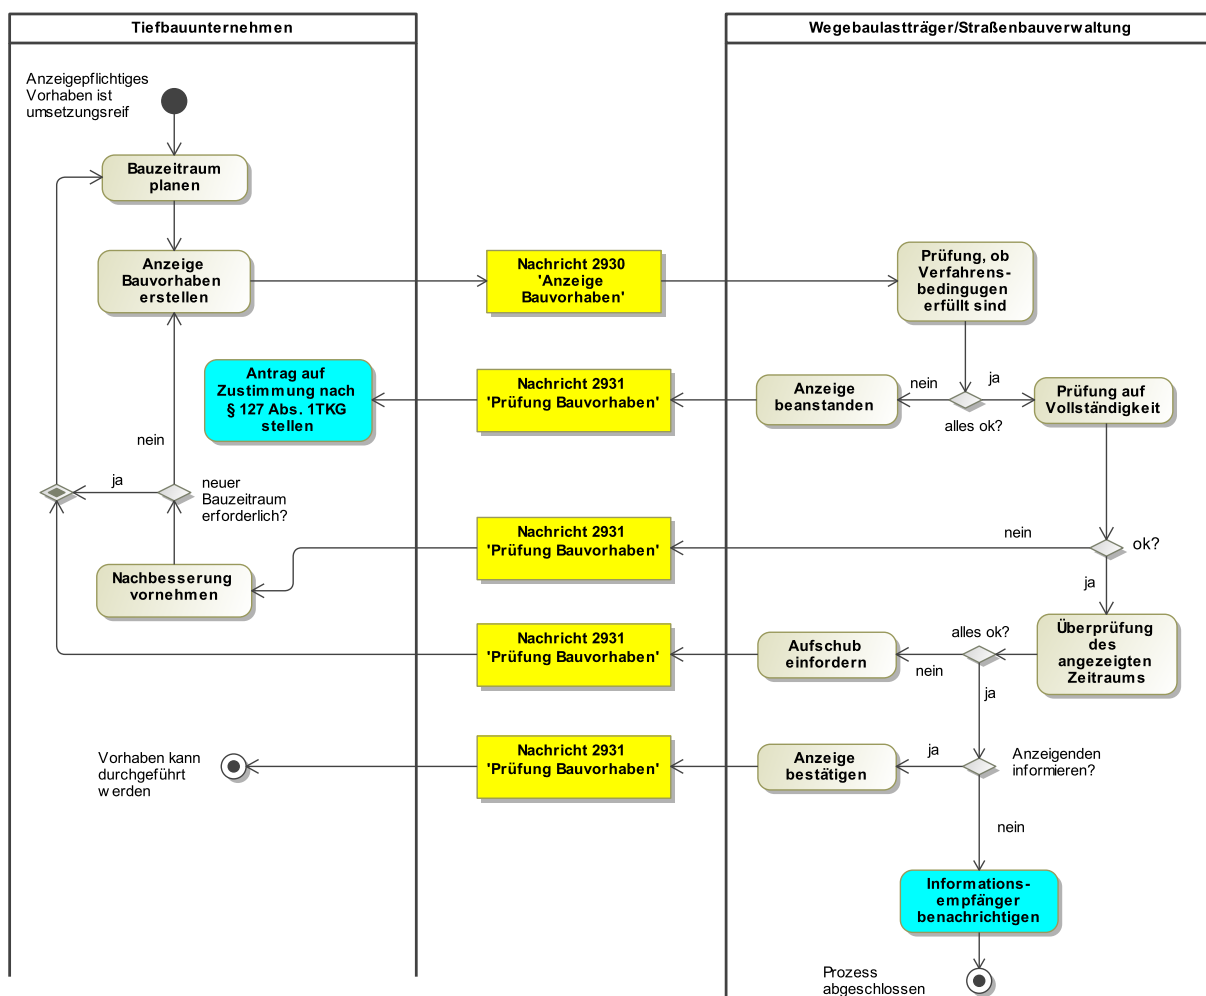 Tiefbauunternehmen
Wegebaulastträger/Straßenbauverwaltung
Anzeigepflichtiges
Vorhaben ist
umsetzungsreif
Bauzeitraum
planen
Anzeige
Bauvorhaben
erstellen
Nachricht 2930
'Anzeige
Bauvorhaben'
Prüfung, ob
Verfahrens-
bedingugen
erfüllt sind
Antrag auf
Zustimmung nach
§ 127 Abs. 1TKG
stellen
Nachricht 2931
'Prüfung Bauvorhaben'
Anzeige
beanstanden
nein
ja
alles ok?
Prüfung auf
Vollständigkeit
nein
ja
neuer
Bauzeitraum
erforderlich?
Nachricht 2931
'Prüfung Bauvorhaben'
nein
ok?
ja
Nachbesserung
vornehmen
Nachricht 2931
'Prüfung Bauvorhaben'
Aufschub
einfordern
alles ok?
nein
ja
Überprüfung
des
angezeigten
Zeitraums
Vorhaben kann
durchgeführt
werden
Nachricht 2931
'Prüfung Bauvorhaben'
Anzeige
bestätigen
ja
Anzeigenden
informieren?
nein
Informations-
empfänger
benachrichtigen
Prozess
abgeschlossen